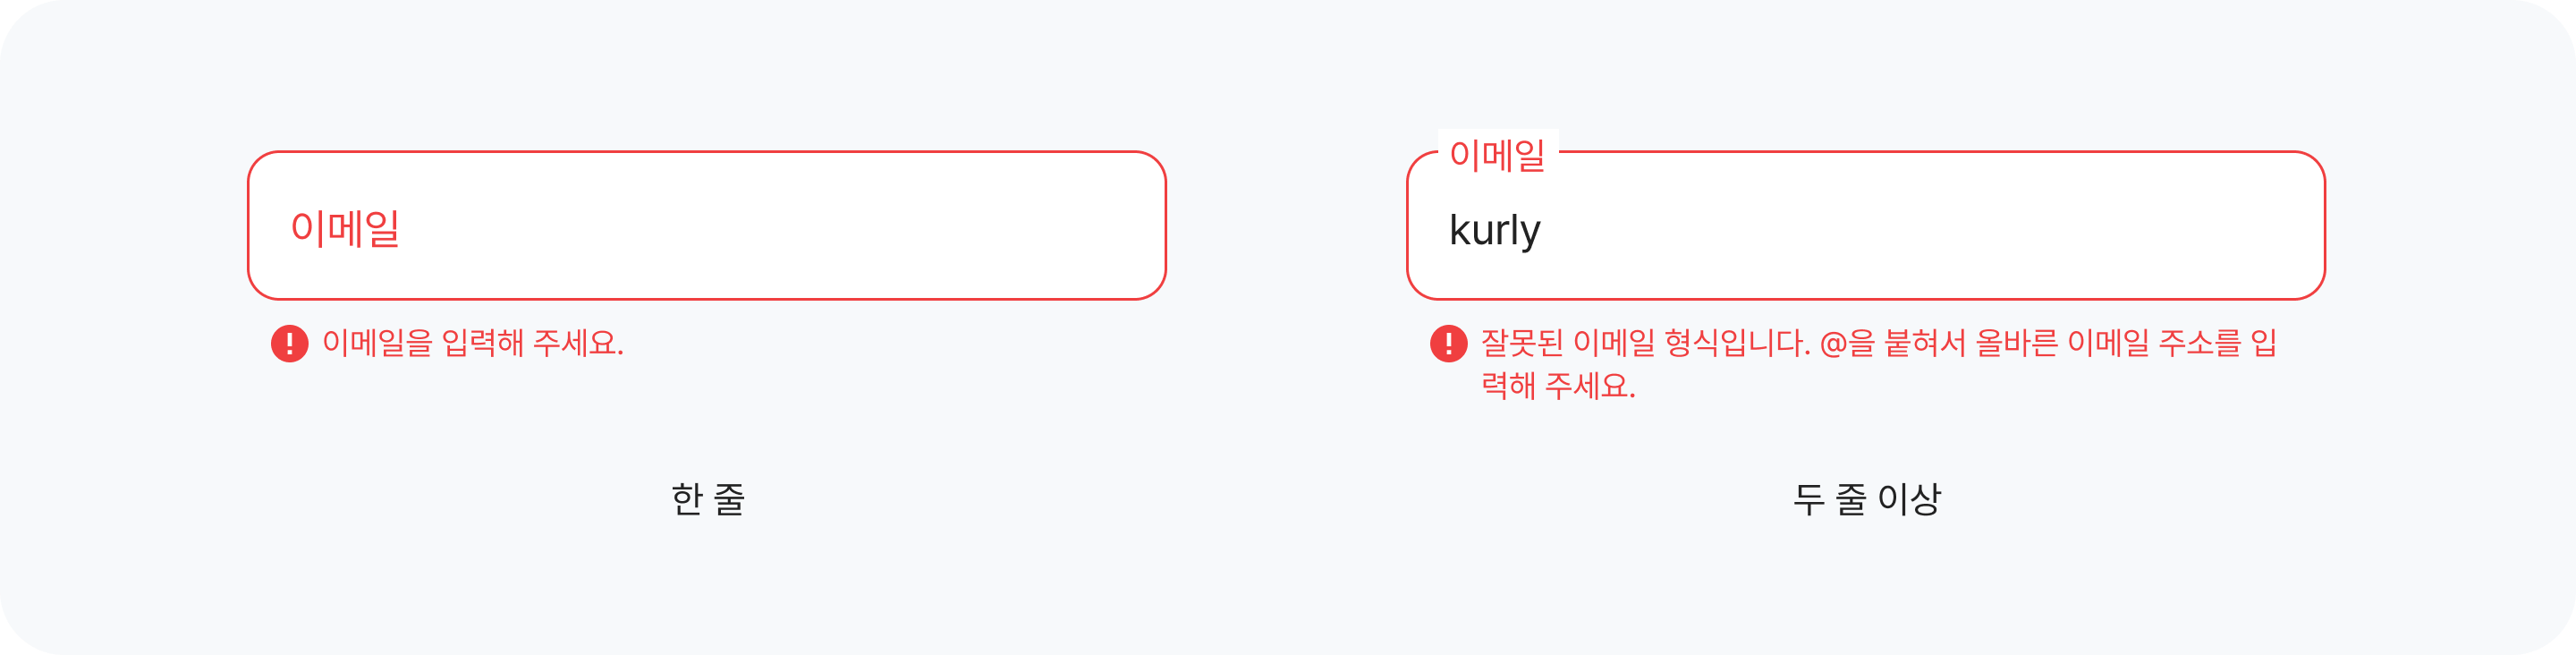 이메일
이메일을 입력해 주세요.
한 줄
이메일
kurly
잘못된 이메일 형식입니다. @을 붙혀서 올바른 이메일 주소를 입
력해 주세요.
두 줄 이상